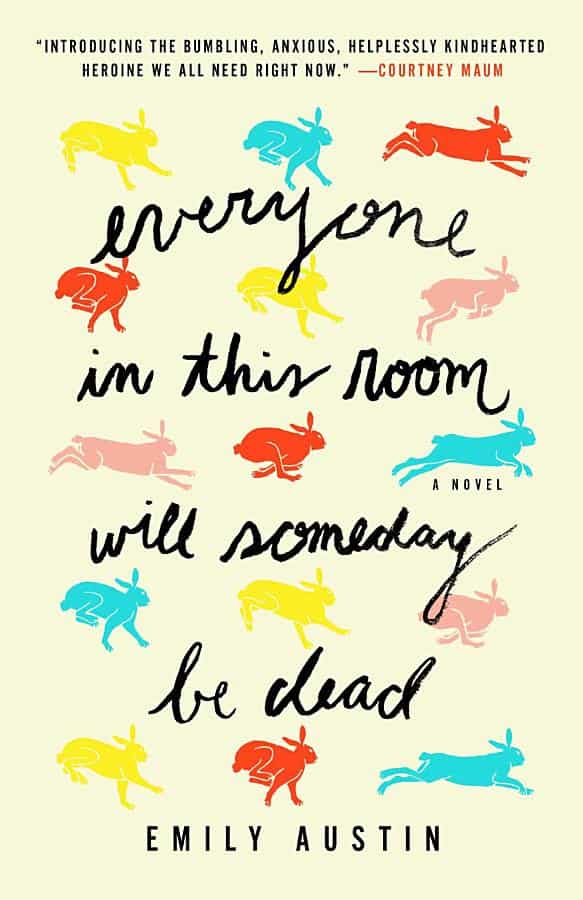 “INTRODUCING THE BUMBLING, ANXIOUS, HELPLESSLY KINDHEARTED
HEROINE WE ALL NEED RIGHT NOW.” —COURTNEY MAUM
everyone
in this room
A NOVEL
will someday
be dead
EMILY AUSTIN